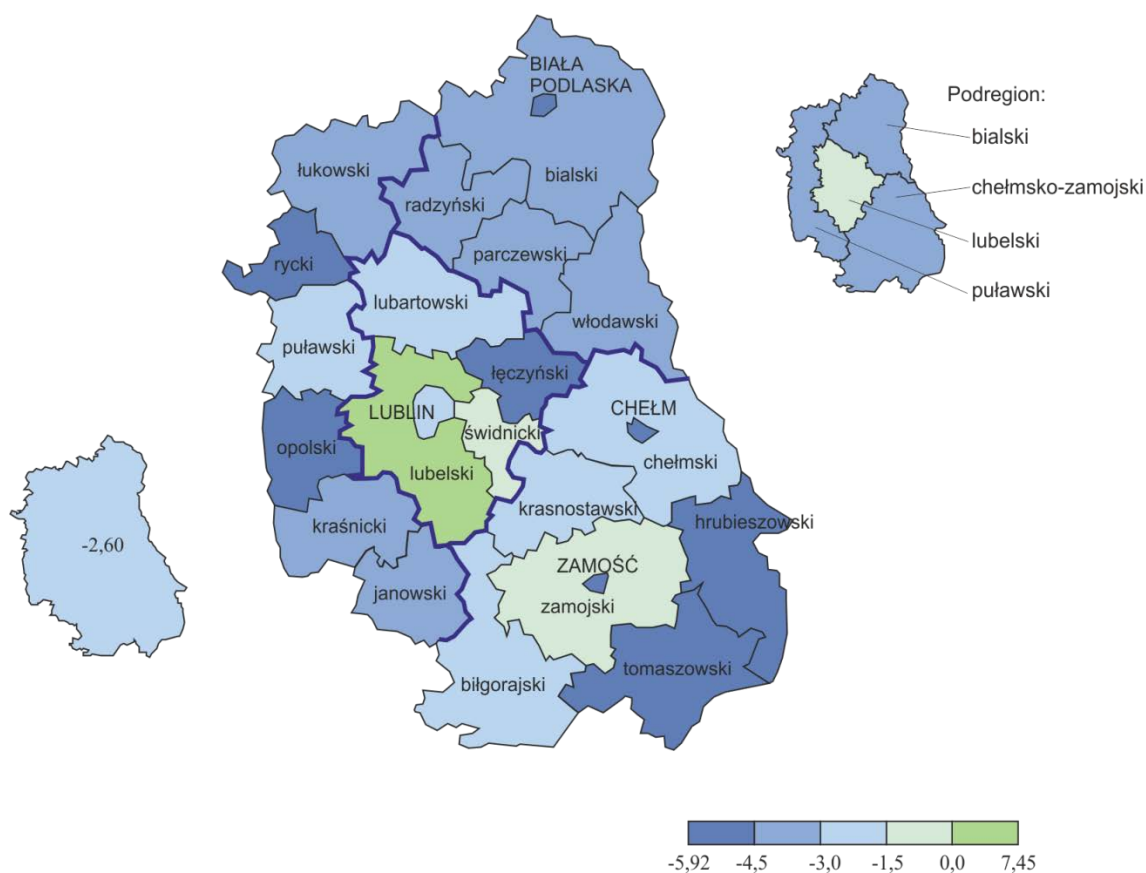 BIAŁA
PODLASKA
Podregion:
bialski
łukowski
bialski
radzyński
chełmsko-zamojski
lubelski
parczewski
rycki
puławski
lubartowski
włodawski
puławski
łęczyński
LUBLIN
CHEŁM
świdnicki
opolski
chełmski
lubelski
krasnostawski
kraśnicki
hrubieszowski
-2,60
ZAMOŚĆ
janowski
zamojski
tomaszowski
biłgorajski
-5,92 -4,5 -3,0 -1,5 0,0 7,45